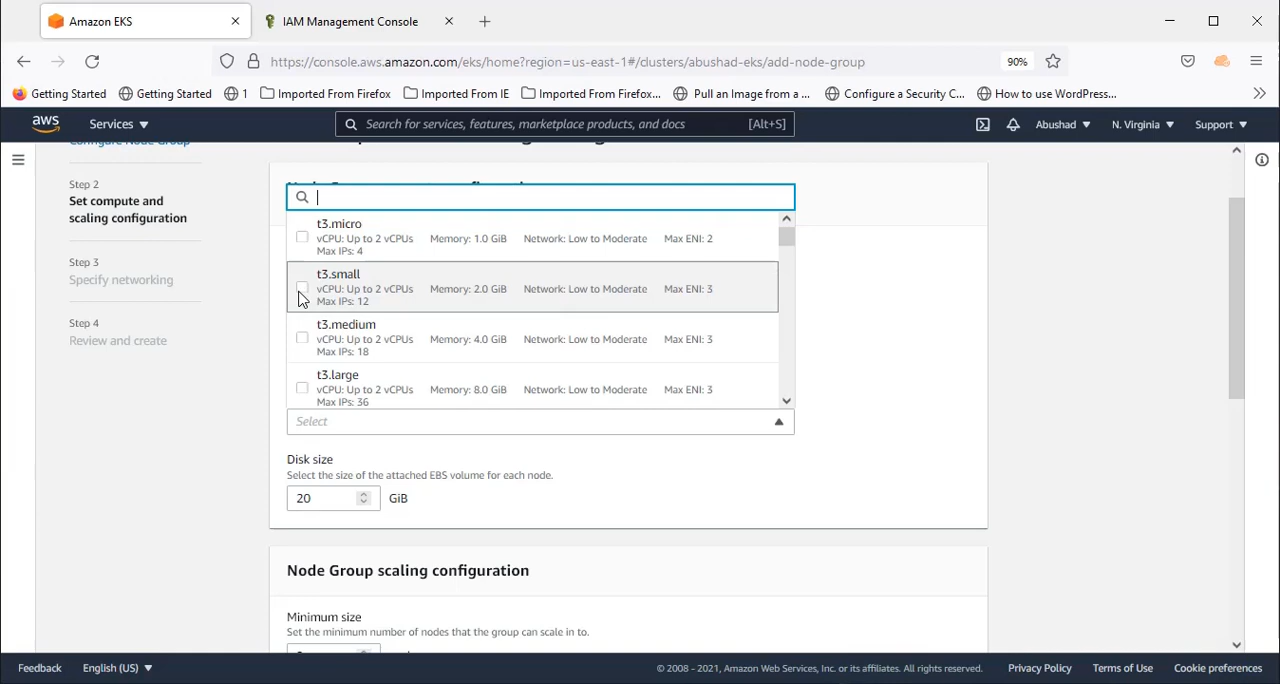 Amazon EKS
IAM Management Console
https://console.aws.amazon.com/eks/home?region=us-east-1#/clusters/abushad-eks/add-node-group
90%
Getting Started
Getting Started
1
Imported From Firefox
Imported From IE
Imported From Firefox...
Pull an Image from a ...
Configure a Security C...
How to use WordPress...
aws
Services
Search for services, features, marketplace products, and docs
[Alt+S]
Abushad
N. Virginia
Support
Configure Node Group
Step 2
Set compute and
scaling configuration
Step 3
Specify networking
Step 4
Review and create
t3.micro
vCPU: Up to 2 vCPUs Memory: 1.0 GiB Network: Low to Moderate Max ENI: 2
Max IPs: 4
t3.small
vCPU: Up to 2 vCPUs Memory: 2.0 GiB Network: Low to Moderate Max ENI: 3
Max IPs: 12
t3.medium
vCPU: Up to 2 vCPUs Memory: 4.0 GiB Network: Low to Moderate Max ENI: 3
Max IPs: 18
t3.large
vCPU: Up to 2 vCPUs Memory: 8.0 GiB Network: Low to Moderate Max ENI: 3
Max IPs: 36
Select
Disk size
Select the size of the attached EBS volume for each node.
20 GiB
Node Group scaling configuration
Minimum size
Set the minimum number of nodes that the group can scale in to.
Feedback
English (US)
© 2008 - 2021, Amazon Web Services, Inc. or its affiliates. All rights reserved.
Privacy Policy
Terms of Use
Cookie preferences